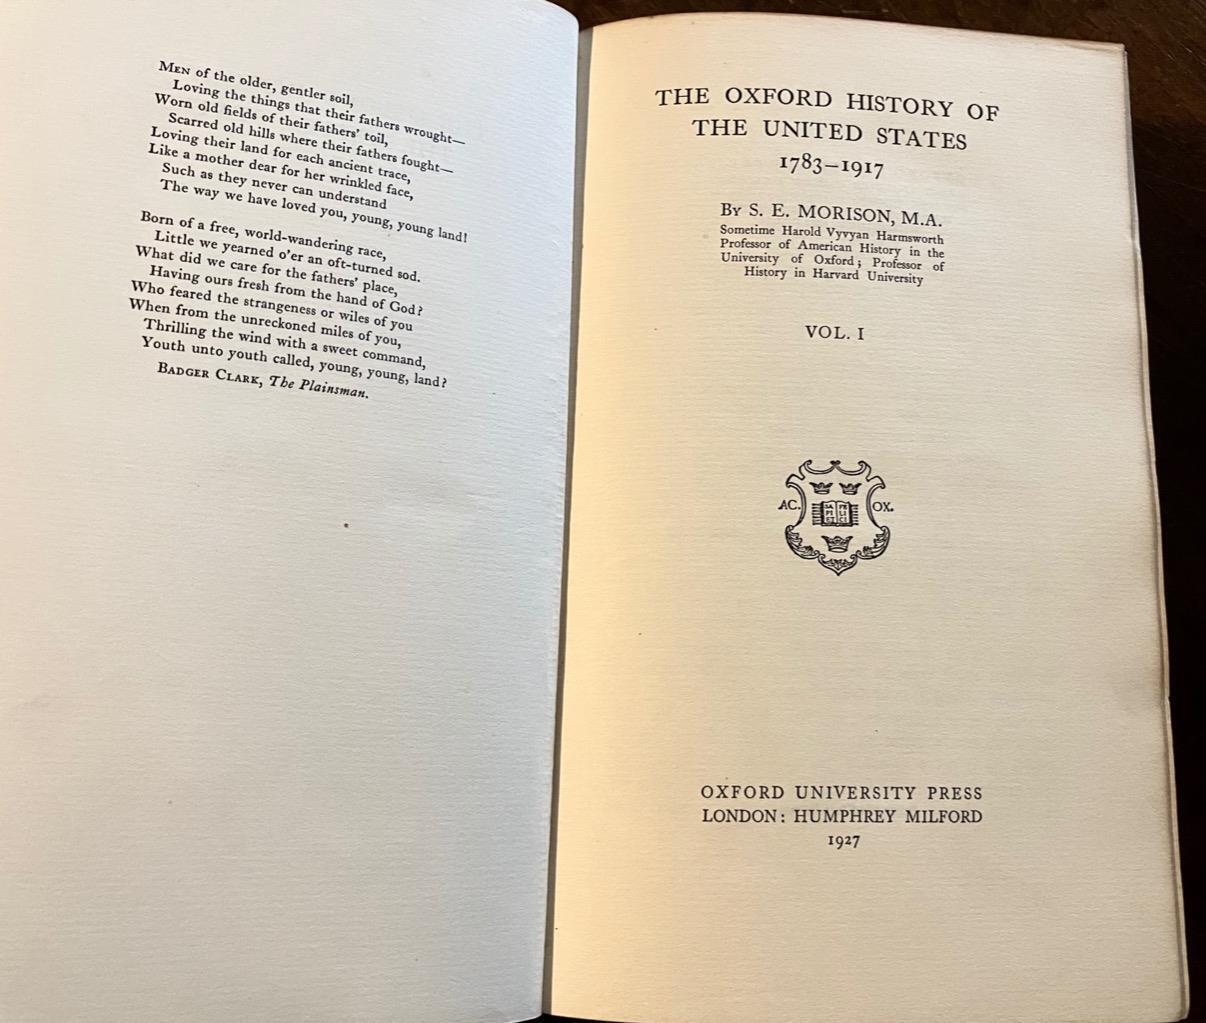 MEN of the older, gentler soil,
Loving the things that their fathers wrought—
Worn old fields of their fathers' toil,
Scarred old hills where their fathers fought—
Loving their land for each ancient trace,
Like a mother dear for her wrinkled face,
Such as they never can understand
The way we have loved you, young, young land!
Born of a free, world-wandering race,
Little we yearned o'er an oft-turned sod.
What did we care for the fathers' place,
Having ours fresh from the hand of God?
Who feared the strangeness or wiles of you
When from the unreckoned miles of you,
Thrilling the wind with a sweet command,
Youth unto youth called, young, young, land?
BADGER CLARK, The Plainsman.
THE OXFORD HISTORY OF
THE UNITED STATES
1783–1917
BY S. E. MORISON, M.A.
Sometime Harold Vyvyan Harmsworth
Professor of American History in the
University of Oxford; Professor of
History in Harvard University
VOL. I
AC. OX.
SA PI ET FE LI CI
OXFORD UNIVERSITY PRESS
LONDON: HUMPHREY MILFORD
1927